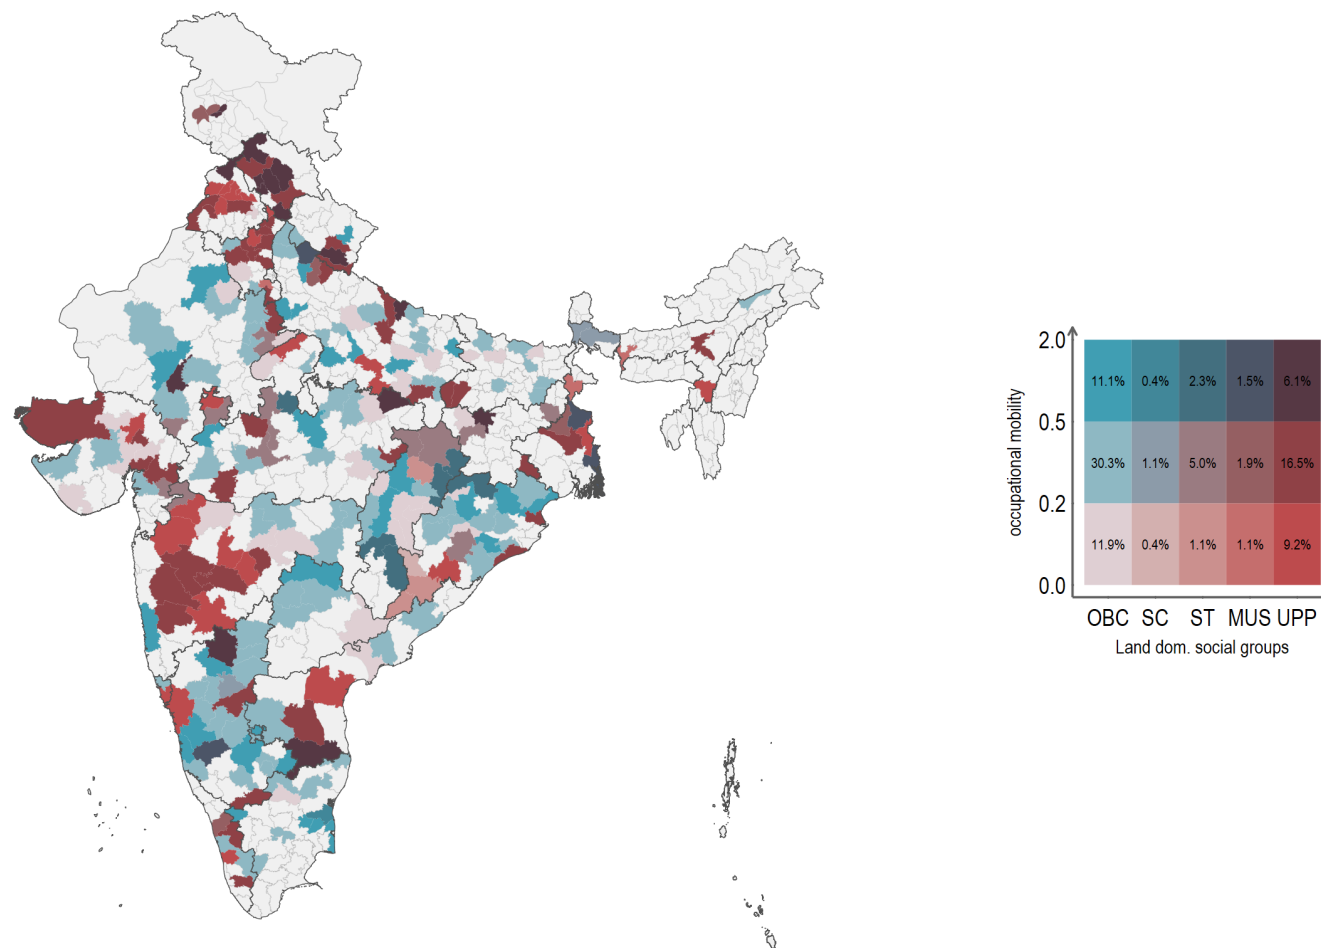 2.0
11.1% 0.4% 2.3% 1.5% 6.1%
0.5
30.3% 1.1% 5.0% 1.9% 16.5%
0.2
11.9% 0.4% 1.1% 1.1% 9.2%
0.0
occupational mobility
OBC SC ST MUS UPP
Land dom. social groups